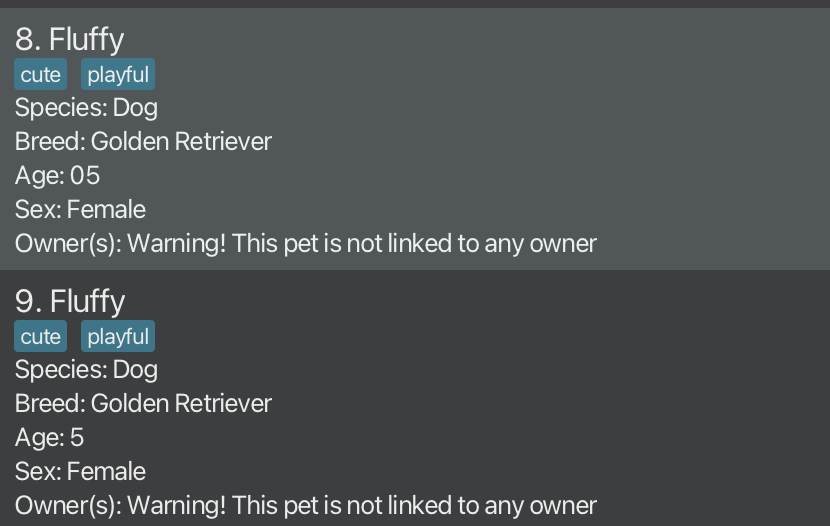 8. Fluffy
cute playful
Species: Dog
Breed: Golden Retriever
Age: 05
Sex: Female
Owner(s): Warning! This pet is not linked to any owner
9. Fluffy
cute playful
Species: Dog
Breed: Golden Retriever
Age: 5
Sex: Female
Owner(s): Warning! This pet is not linked to any owner